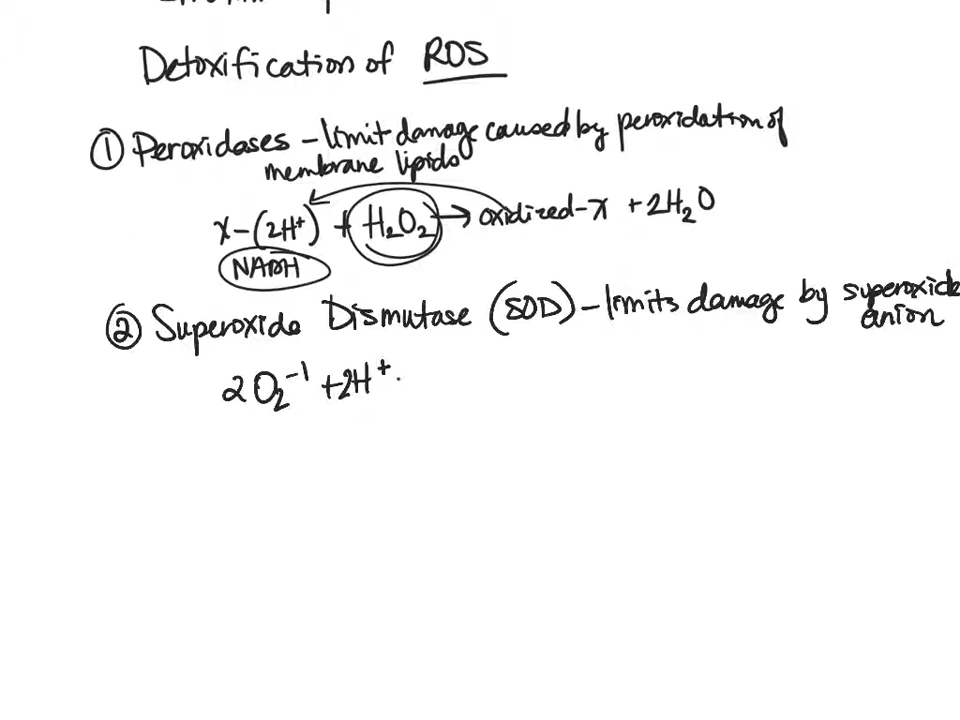 Detoxification of ROS
① Peroxidases - limit damage caused by peroxidation of
membrane lipids
x-(2H⁺) + H₂O₂ → oxidized-x + 2H₂O
NADH
② Superoxide Dismutase (SOD) - limits damage by superoxide
anion
2O₂⁻¹ + 2H⁺